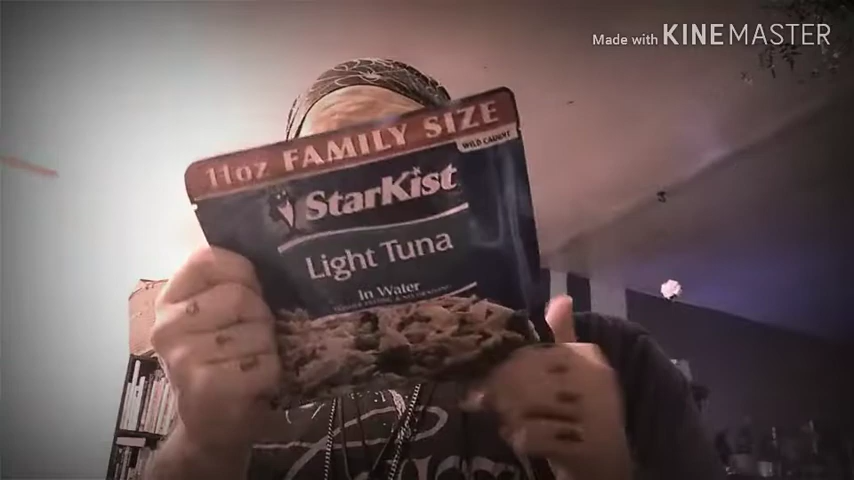 Made with KINEMASTER
11oz FAMILY SIZE
WILD CAUGHT
StarKist
Light Tuna
In Water